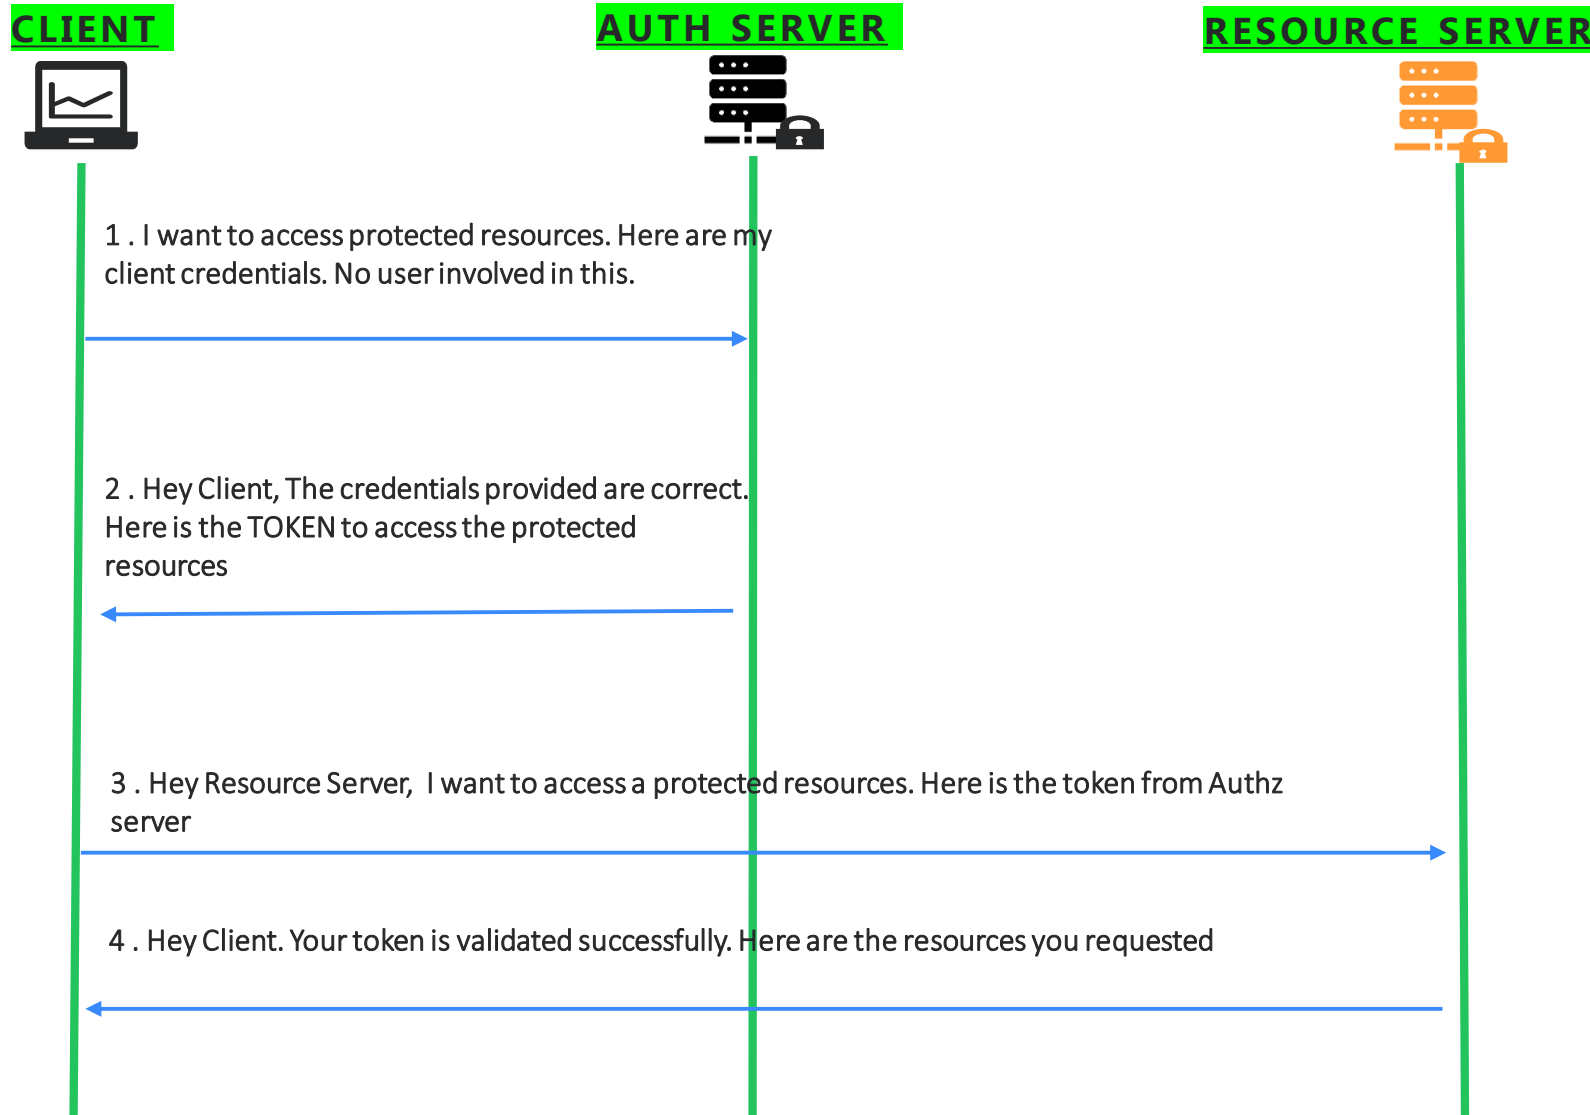 CLIENT
AUTH SERVER
RESOURCE SERVER
1 . I want to access protected resources. Here are my
client credentials. No user involved in this.
2 . Hey Client, The credentials provided are correct.
Here is the TOKEN to access the protected
resources
3 . Hey Resource Server,  I want to access a protected resources. Here is the token from Authz
server
4 . Hey Client. Your token is validated successfully. Here are the resources you requested